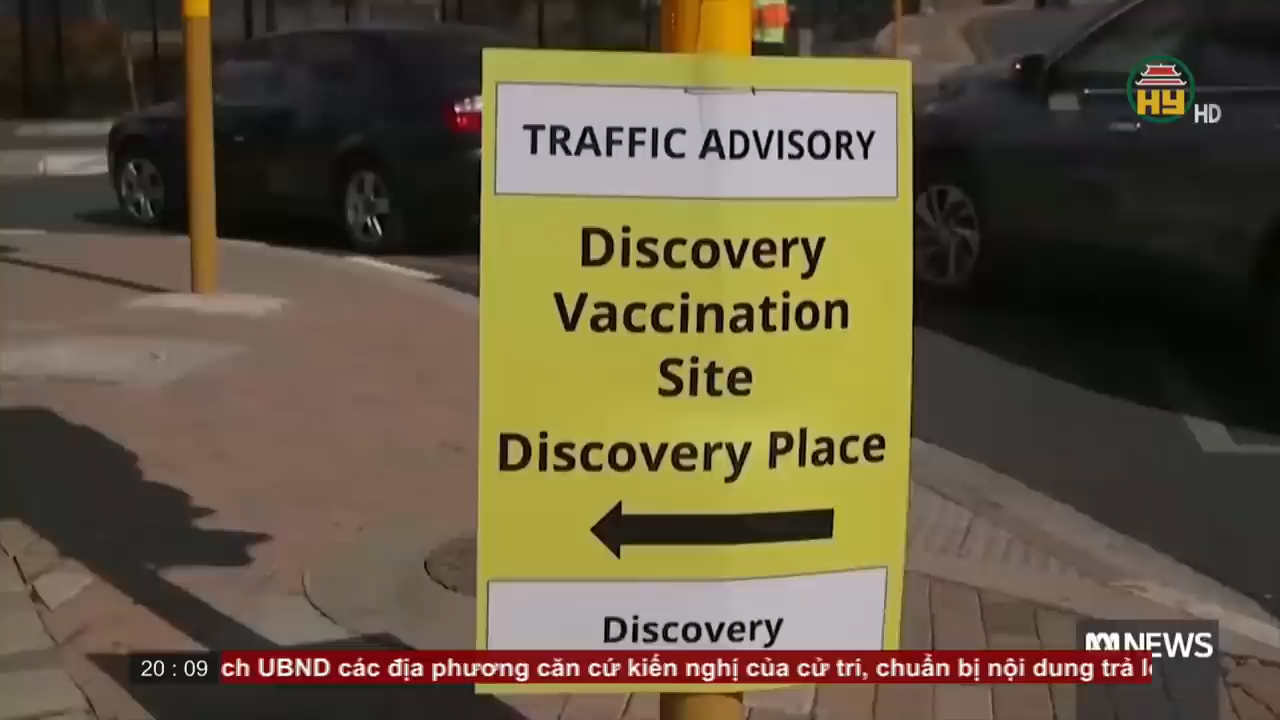 TRAFFIC ADVISORY
Discovery
Vaccination
Site
Discovery Place
Discovery
HY HD
NEWS
20 : 09 ch UBND các địa phương căn cứ kiến nghị của cử tri, chuẩn bị nội dung trả